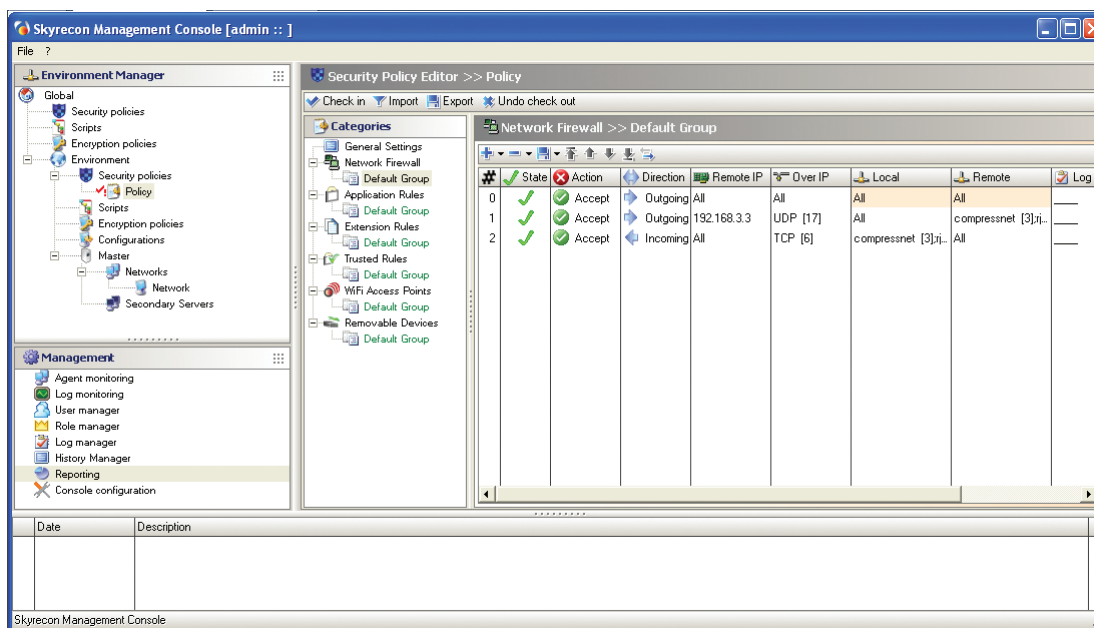 Skyrecon Management Console [admin :: ]
File ?
Environment Manager
Global
Security policies
Scripts
Encryption policies
Environment
Security policies
Policy
Scripts
Encryption policies
Configurations
Master
Networks
Network
Secondary Servers
Management
Agent monitoring
Log monitoring
User manager
Role manager
Log manager
History Manager
Reporting
Console configuration
Security Policy Editor >> Policy
Check in Import Export Undo check out
Categories
General Settings
Network Firewall
Default Group
Application Rules
Default Group
Extension Rules
Default Group
Trusted Rules
Default Group
WiFi Access Points
Default Group
Removable Devices
Default Group
Network Firewall >> Default Group
# State Action Direction Remote IP Over IP Local Remote Log
0 Accept Outgoing All All All All
1 Accept Outgoing 192.168.3.3 UDP [17] All compressnet [3];rj...
2 Accept Incoming All TCP [6] compressnet [3];rj... All
Date Description
Skyrecon Management Console